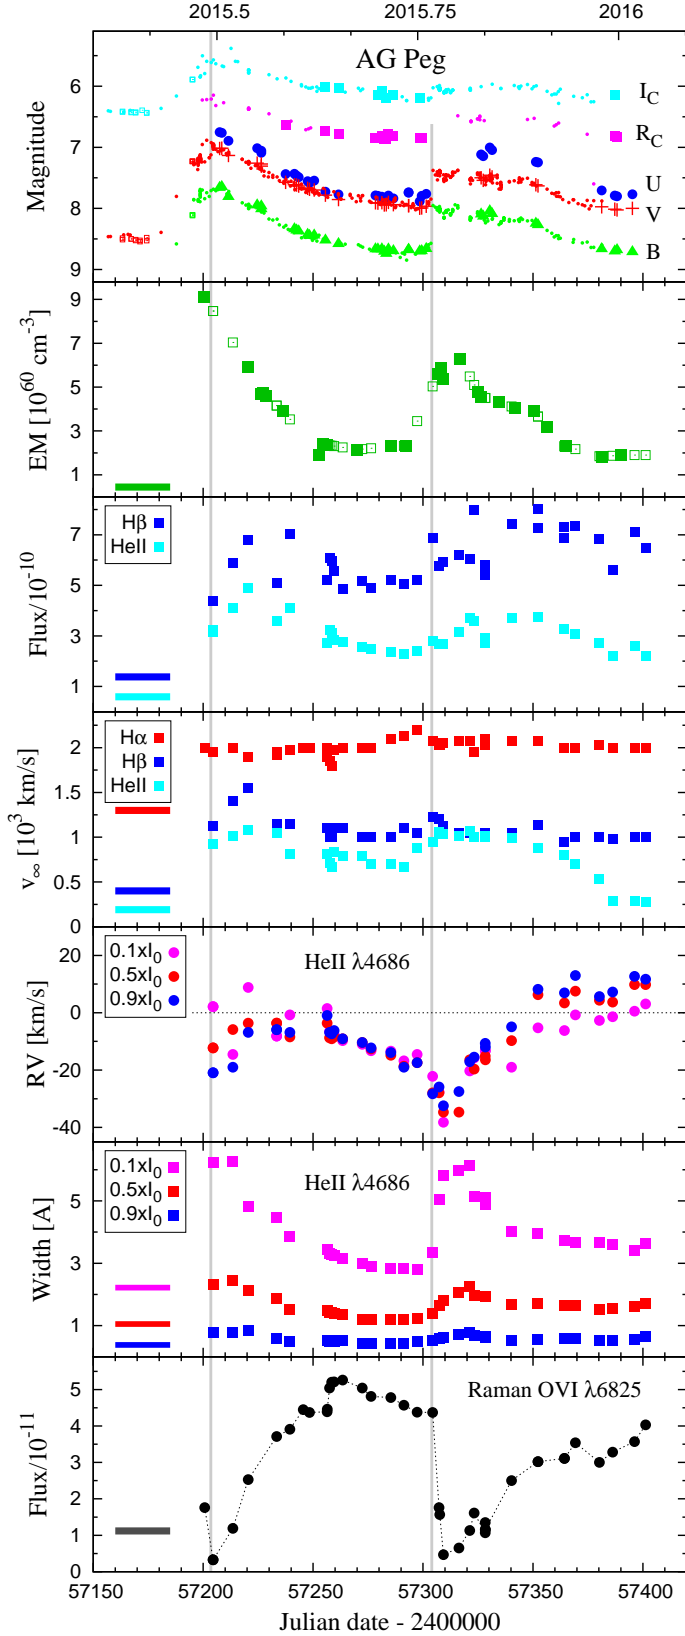 2015.5 2015.75 2016
AG Peg
I_C
R_C
U
V
B
Magnitude
6
7
8
9
EM [10^60 cm^-3]
9
7
5
3
1
Hβ
HeII
Flux/10^-10
7
5
3
1
Hα
Hβ
HeII
v_∞ [10^3 km/s]
2
1.5
1
0.5
0
0.1xI_0
0.5xI_0
0.9xI_0
HeII λ4686
RV [km/s]
20
0
-20
-40
0.1xI_0
0.5xI_0
0.9xI_0
HeII λ4686
Width [A]
5
3
1
Raman OVI λ6825
Flux/10^-11
5
4
3
2
1
0
57150 57200 57250 57300 57350 57400
Julian date - 2400000